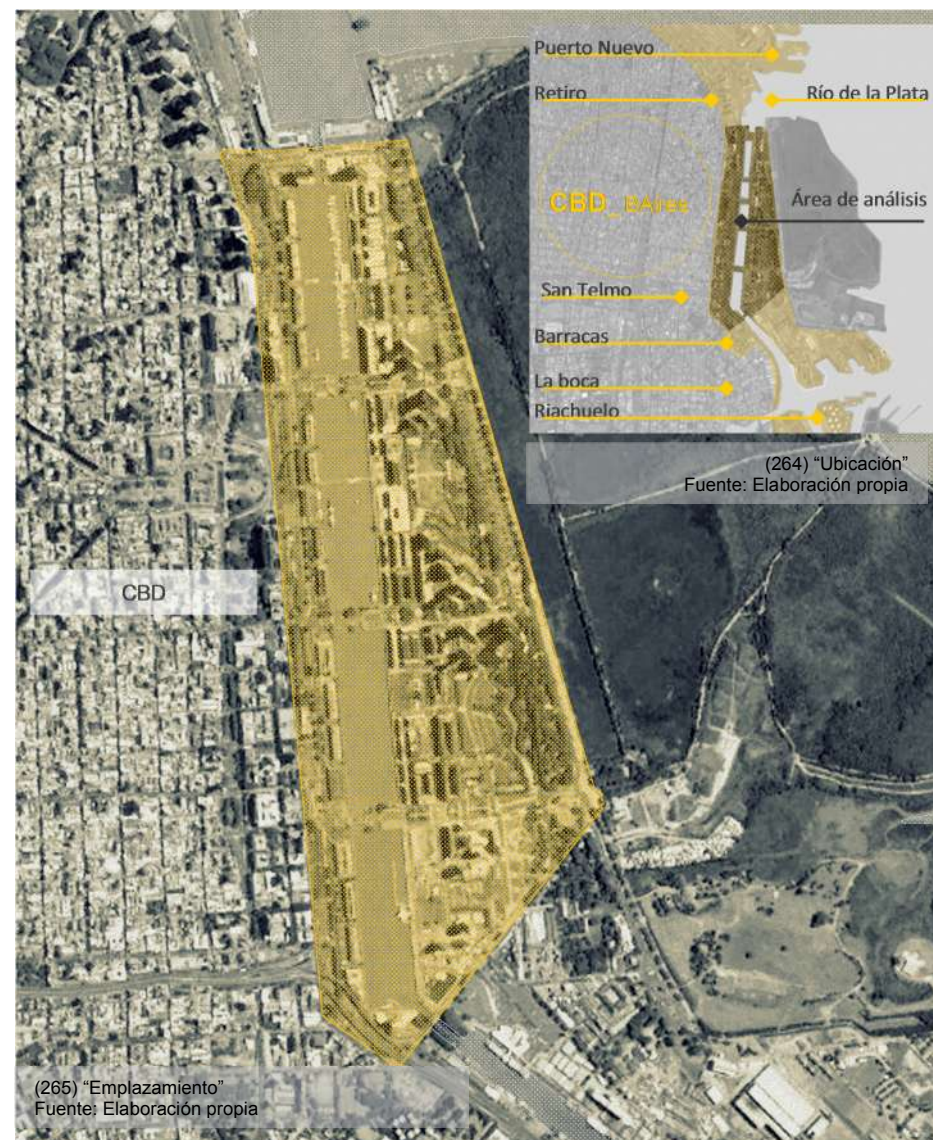 Puerto Nuevo
Retiro
Río de la Plata
CBD_BAires
Área de análisis
San Telmo
Barracas
La boca
Riachuelo
(264) “Ubicación”
Fuente: Elaboración propia
CBD
(265) “Emplazamiento”
Fuente: Elaboración propia